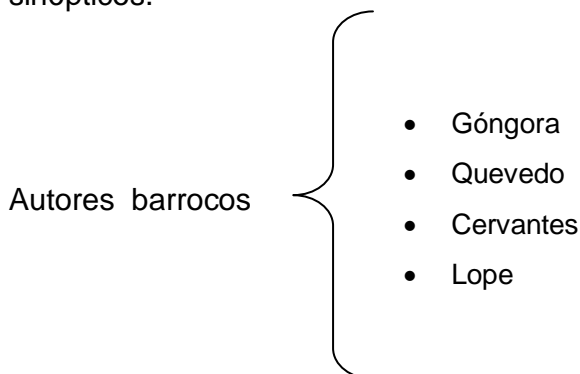 sinópticos.
Góngora
Quevedo
Autores barrocos
Cervantes
Lope